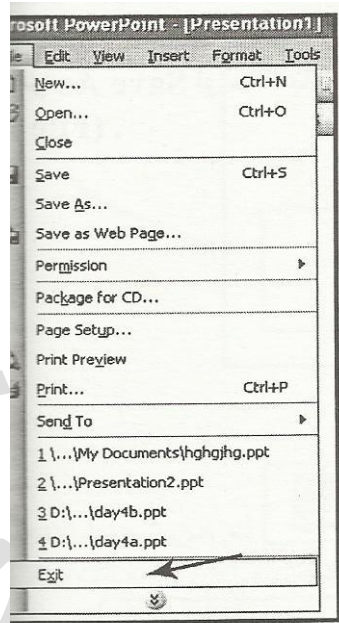 rosoft PowerPoint - [Presentation1]
le Edit View Insert Format Tools
New... Ctrl+N
Open... Ctrl+O
Close
Save Ctrl+S
Save As...
Save as Web Page...
Permission
Package for CD...
Page Setup...
Print Preview
Print... Ctrl+P
Send To
1 \...\My Documents\hghgjhg.ppt
2 \...\Presentation2.ppt
3 D:\...\day4b.ppt
4 D:\...\day4a.ppt
Exit